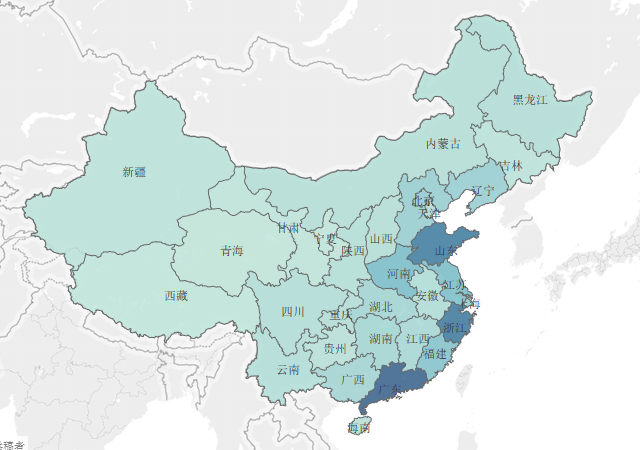 黑龙江
内蒙古
吉林
新疆
辽宁
北京
天津
甘肃
宁夏
山西
青海
陕西
山东
河南
西藏
江苏
安徽
上海
四川
重庆
湖北
浙江
湖南
江西
贵州
福建
云南
广西
广东
海南